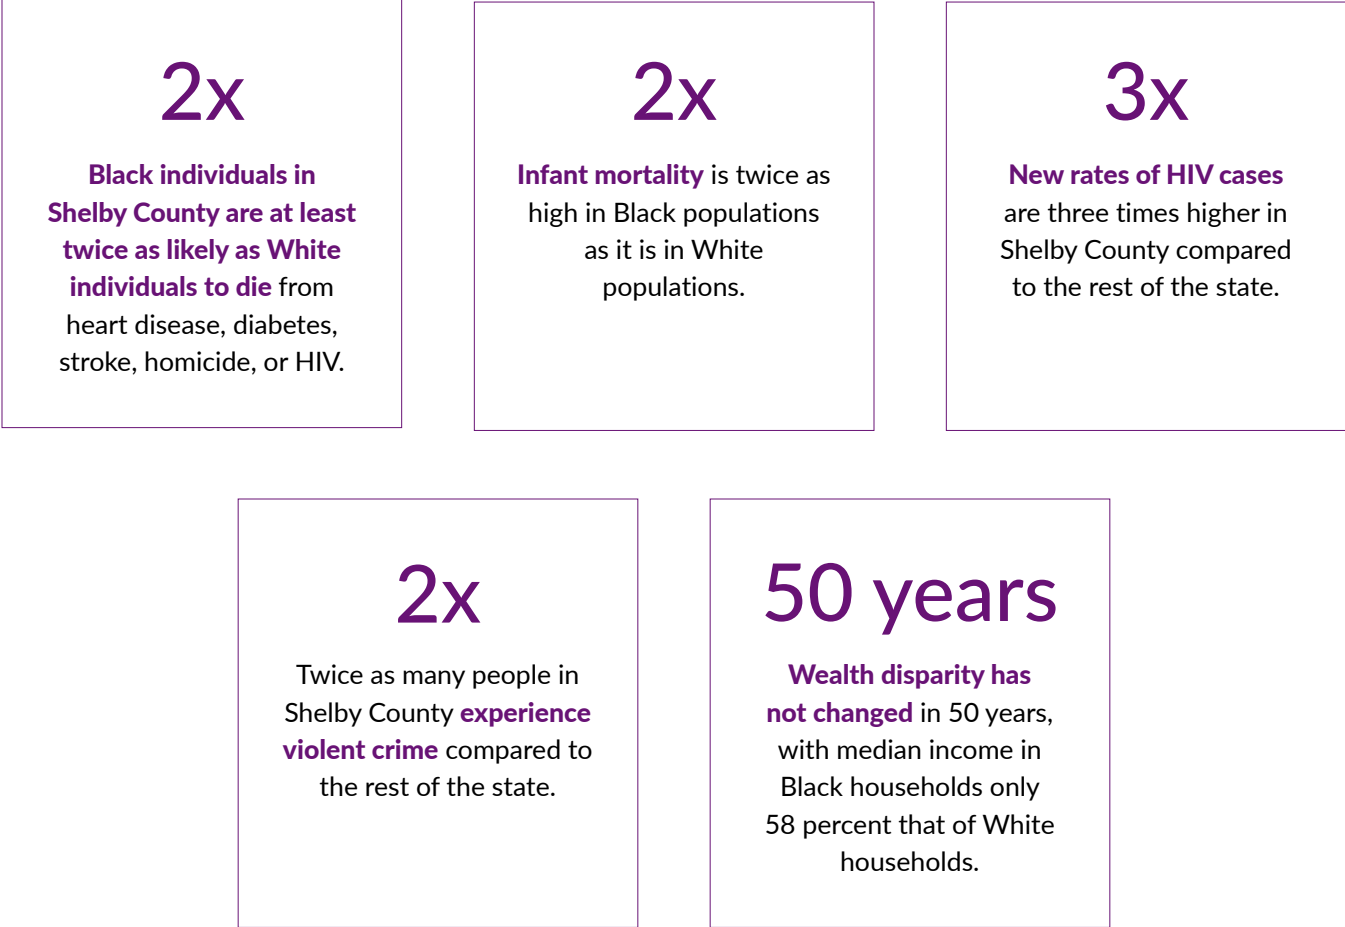 2x
Black individuals in
Shelby County are at least
twice as likely as White
individuals to die from
heart disease, diabetes,
stroke, homicide, or HIV.
2x
Infant mortality is twice as
high in Black populations
as it is in White
populations.
3x
New rates of HIV cases
are three times higher in
Shelby County compared
to the rest of the state.
2x
Twice as many people in
Shelby County experience
violent crime compared to
the rest of the state.
50 years
Wealth disparity has
not changed in 50 years,
with median income in
Black households only
58 percent that of White
households.